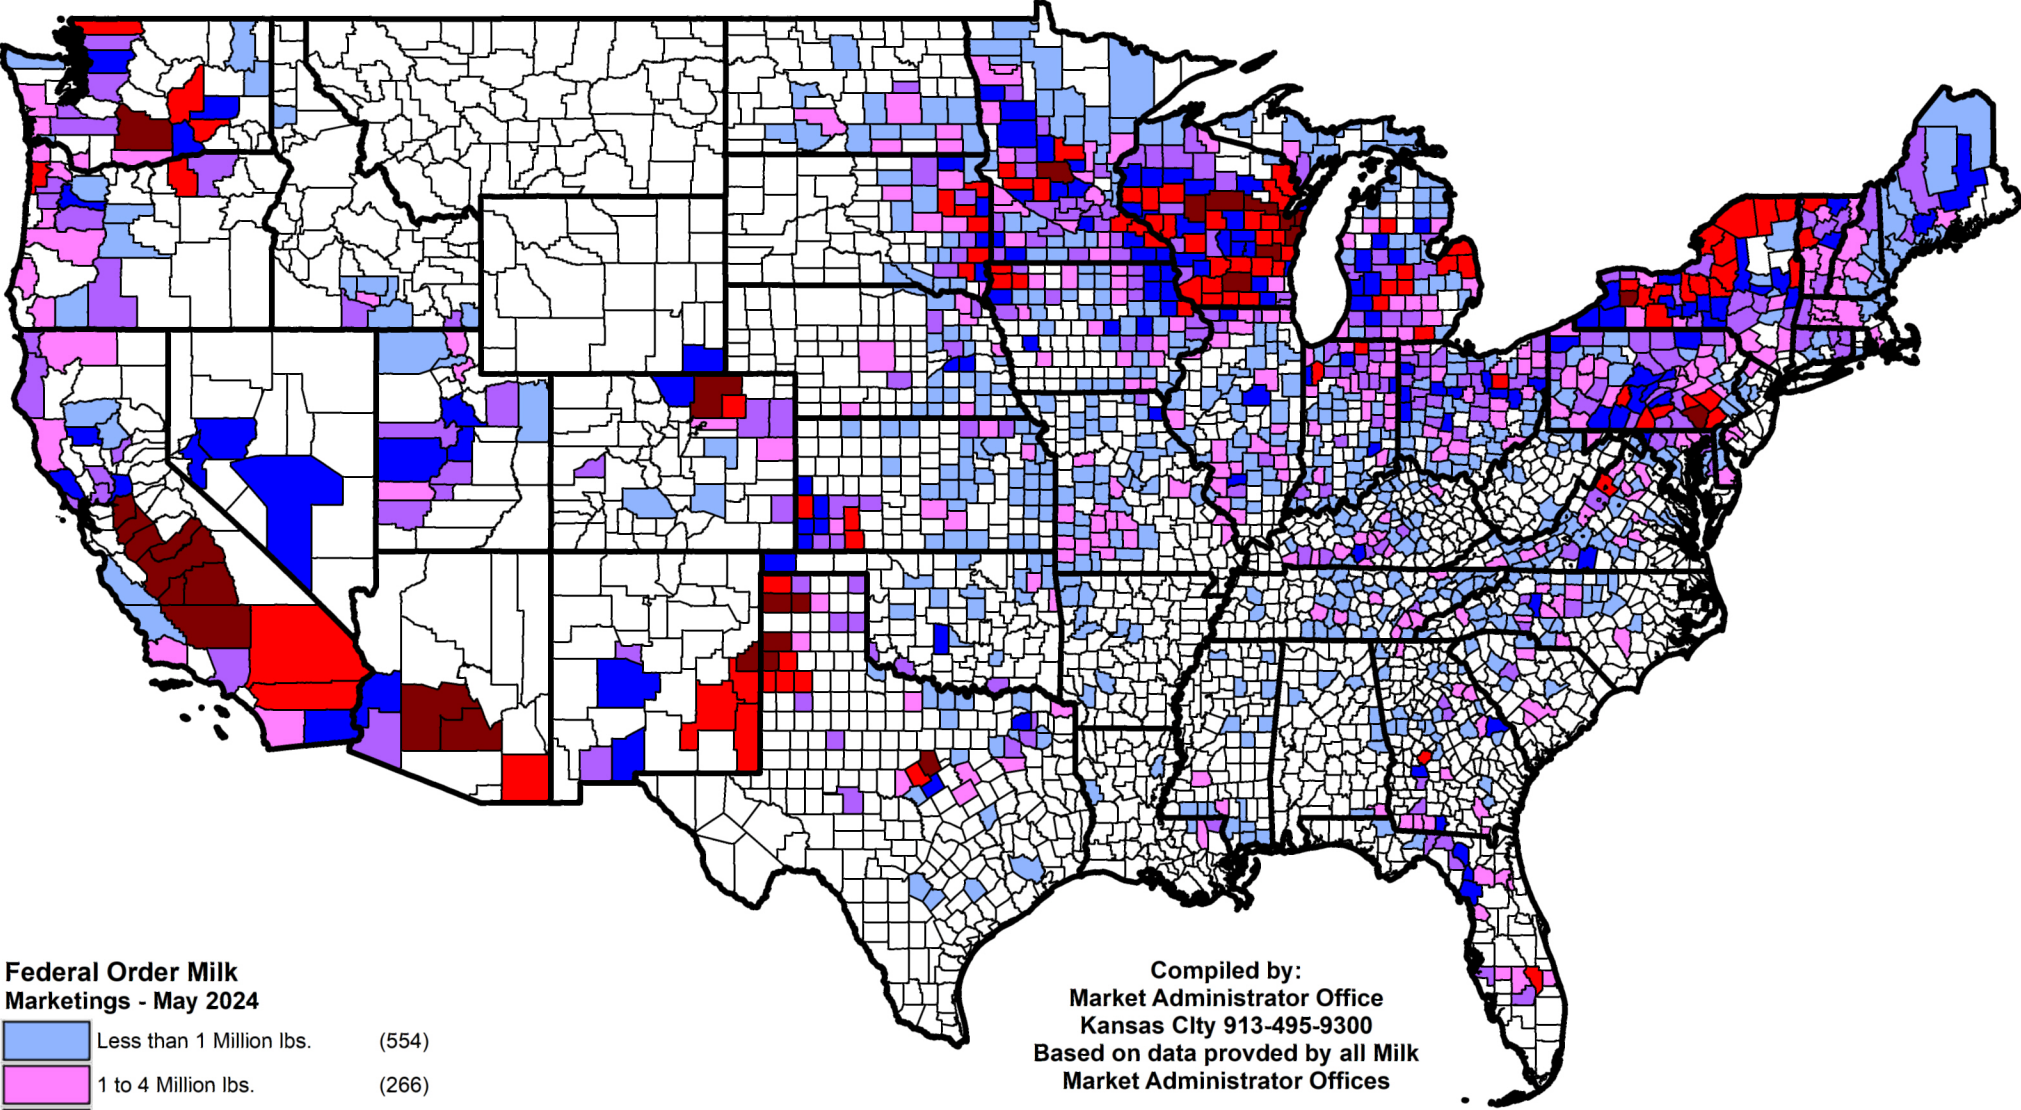 Federal Order Milk
Marketings - May 2024
Less than 1 Million lbs. (554)
1 to 4 Million lbs. (266)
Compiled by:
Market Administrator Office
Kansas CIty 913-495-9300
Based on data provded by all Milk
Market Administrator Offices